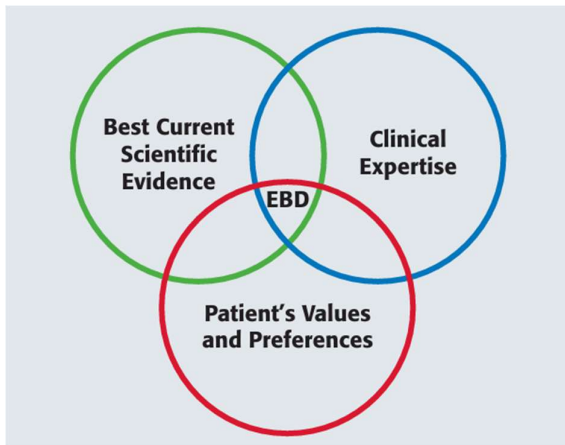 Best Current
Scientific
Evidence
Clinical
Expertise
EBD
Patient's Values
and Preferences